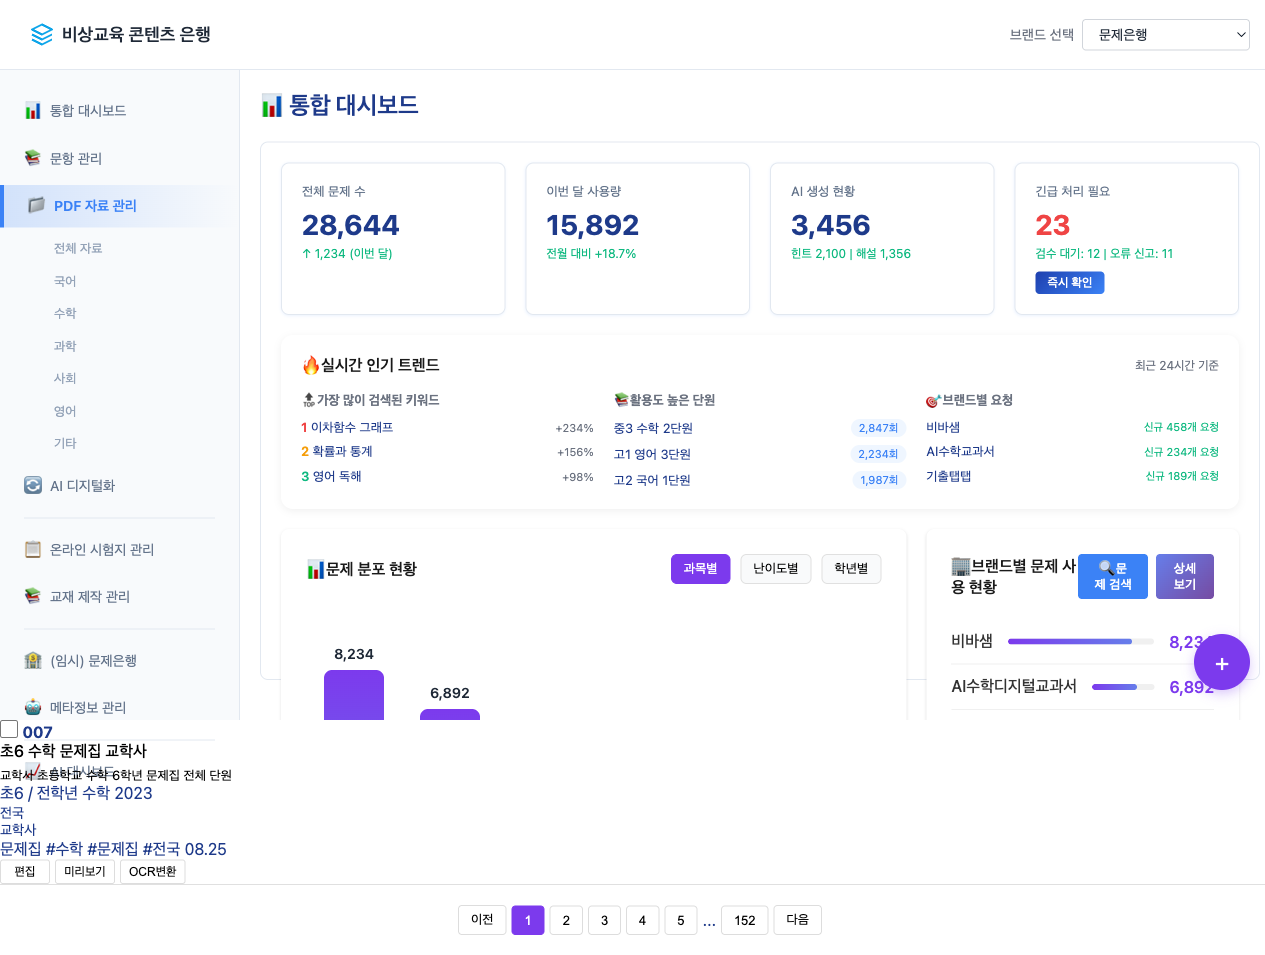 비상교육 콘텐츠 은행
브랜드 선택
문제은행
통합 대시보드
문항 관리
PDF 자료 관리
전체 자료
국어
수학
과학
사회
영어
기타
AI 디지털화
온라인 시험지 관리
교재 제작 관리
(임시) 문제은행
메타정보 관리
AI 대시보드
통합 대시보드
전체 문제 수
28,644
↑ 1,234 (이번 달)
이번 달 사용량
15,892
전월 대비 +18.7%
AI 생성 현황
3,456
힌트 2,100 | 해설 1,356
긴급 처리 필요
23
검수 대기: 12 | 오류 신고: 11
즉시 확인
실시간 인기 트렌드
최근 24시간 기준
가장 많이 검색된 키워드
1 이차함수 그래프 +234%
2 확률과 통계 +156%
3 영어 독해 +98%
활용도 높은 단원
중3 수학 2단원 2,847회
고1 영어 3단원 2,234회
고2 국어 1단원 1,987회
브랜드별 요청
비바샘 신규 458개 요청
AI수학교과서 신규 234개 요청
기출탭탭 신규 189개 요청
문제 분포 현황
과목별 난이도별 학년별
8,234
6,892
브랜드별 문제 사
용 현황
문
제 검색
상세
보기
비바샘 8,234
AI수학디지털교과서 6,892
+
007
초6 수학 문제집 교학사
교학사 초등학교 수학 6학년 문제집 전체 단원
초6 / 전학년 수학 2023
전국
교학사
문제집 #수학 #문제집 #전국 08.25
편집 미리보기 OCR변환
이전 1 2 3 4 5 ... 152 다음